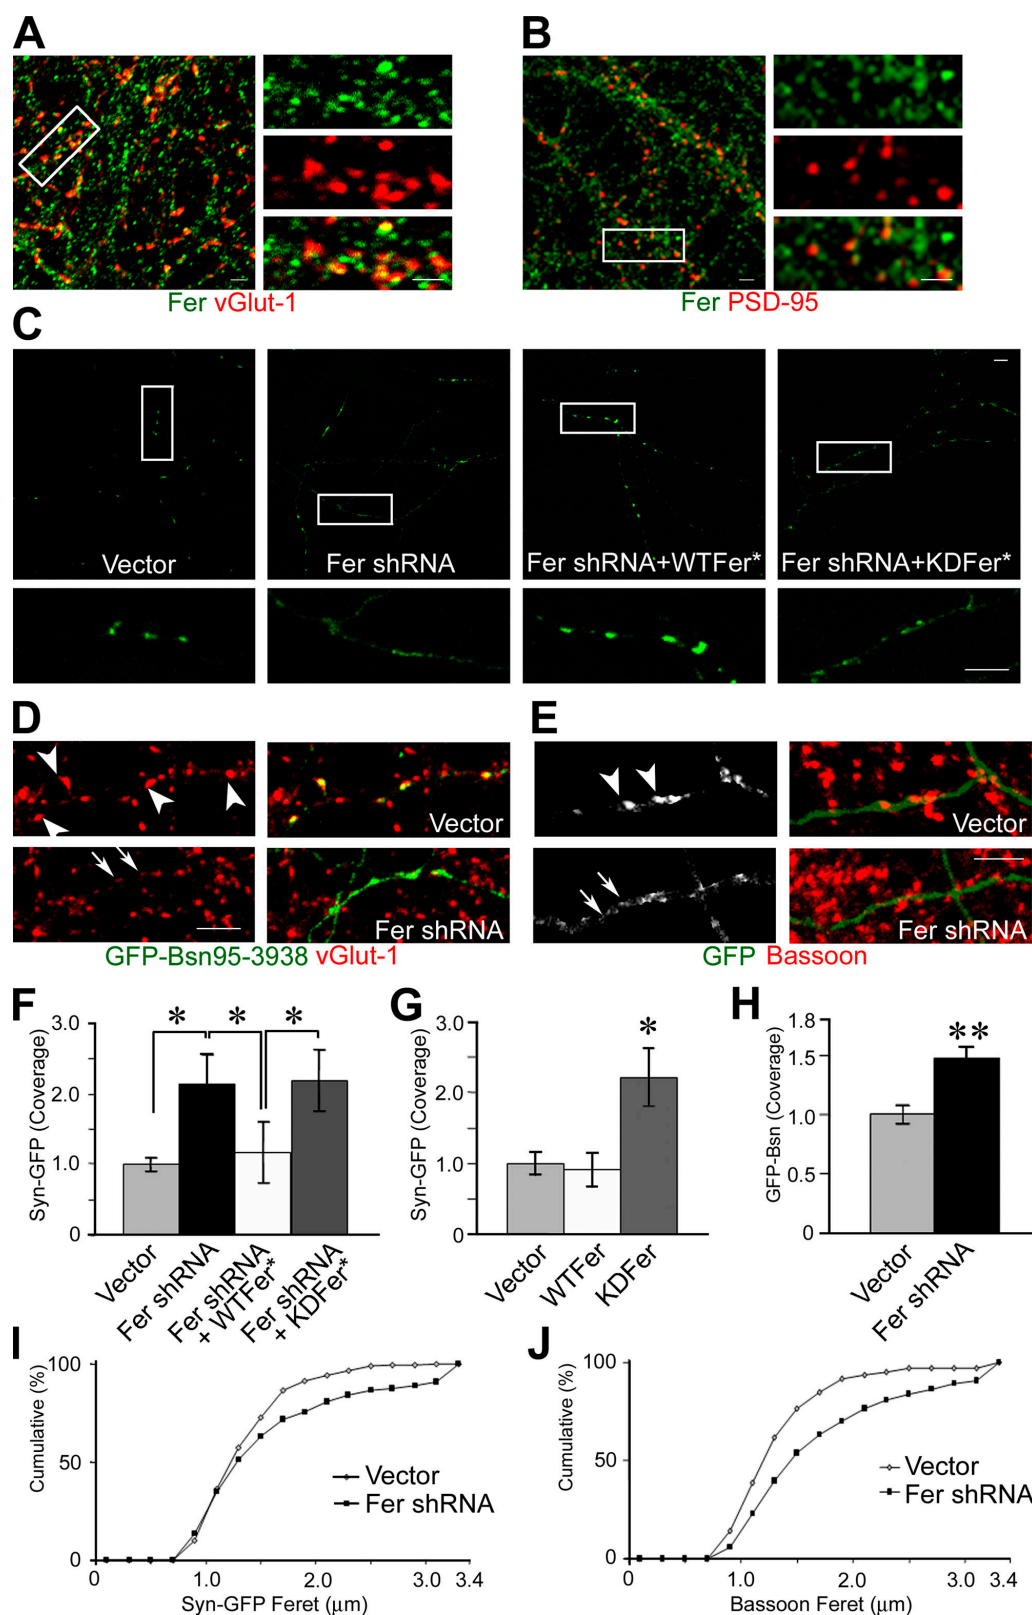 A
B
Fer vGlut-1
Fer PSD-95
C
Vector
Fer shRNA
Fer shRNA+WTFer*
Fer shRNA+KDFer*
D
E
Vector
Vector
Fer shRNA
Fer shRNA
GFP-Bsn95-3938 vGlut-1
GFP Bassoon
F
Syn-GFP (Coverage)
3.0
2.0
1.0
0
* * *
Vector
Fer shRNA
Fer shRNA
+ WTFer*
Fer shRNA
+ KDFer*
G
Syn-GFP (Coverage)
3.0
2.0
1.0
0
*
Vector
WTFer
KDFer
H
GFP-Bsn (Coverage)
1.8
1.5
1.0
0.5
0
**
Vector
Fer shRNA
I
Cumulative (%)
100
50
0
Vector
Fer shRNA
0 1.0 2.0 3.0 3.4
Syn-GFP Feret (μm)
J
Cumulative (%)
100
50
0
Vector
Fer shRNA
0 1.0 2.0 3.0 3.4
Bassoon Feret (μm)